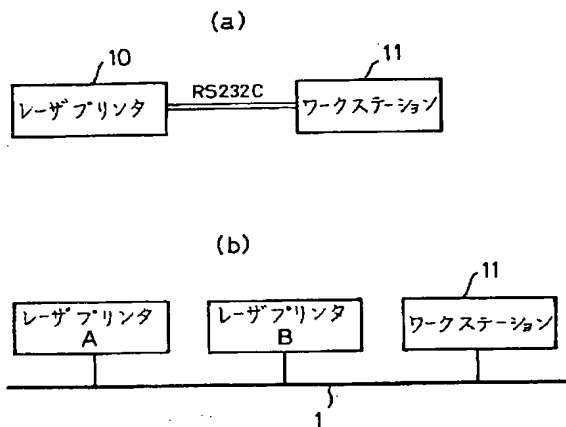 (a)
10
11
レーザプリンタ
RS232C
ワークステーション
(b)
11
レーザプリンタ
A
レーザプリンタ
B
ワークステーション
1